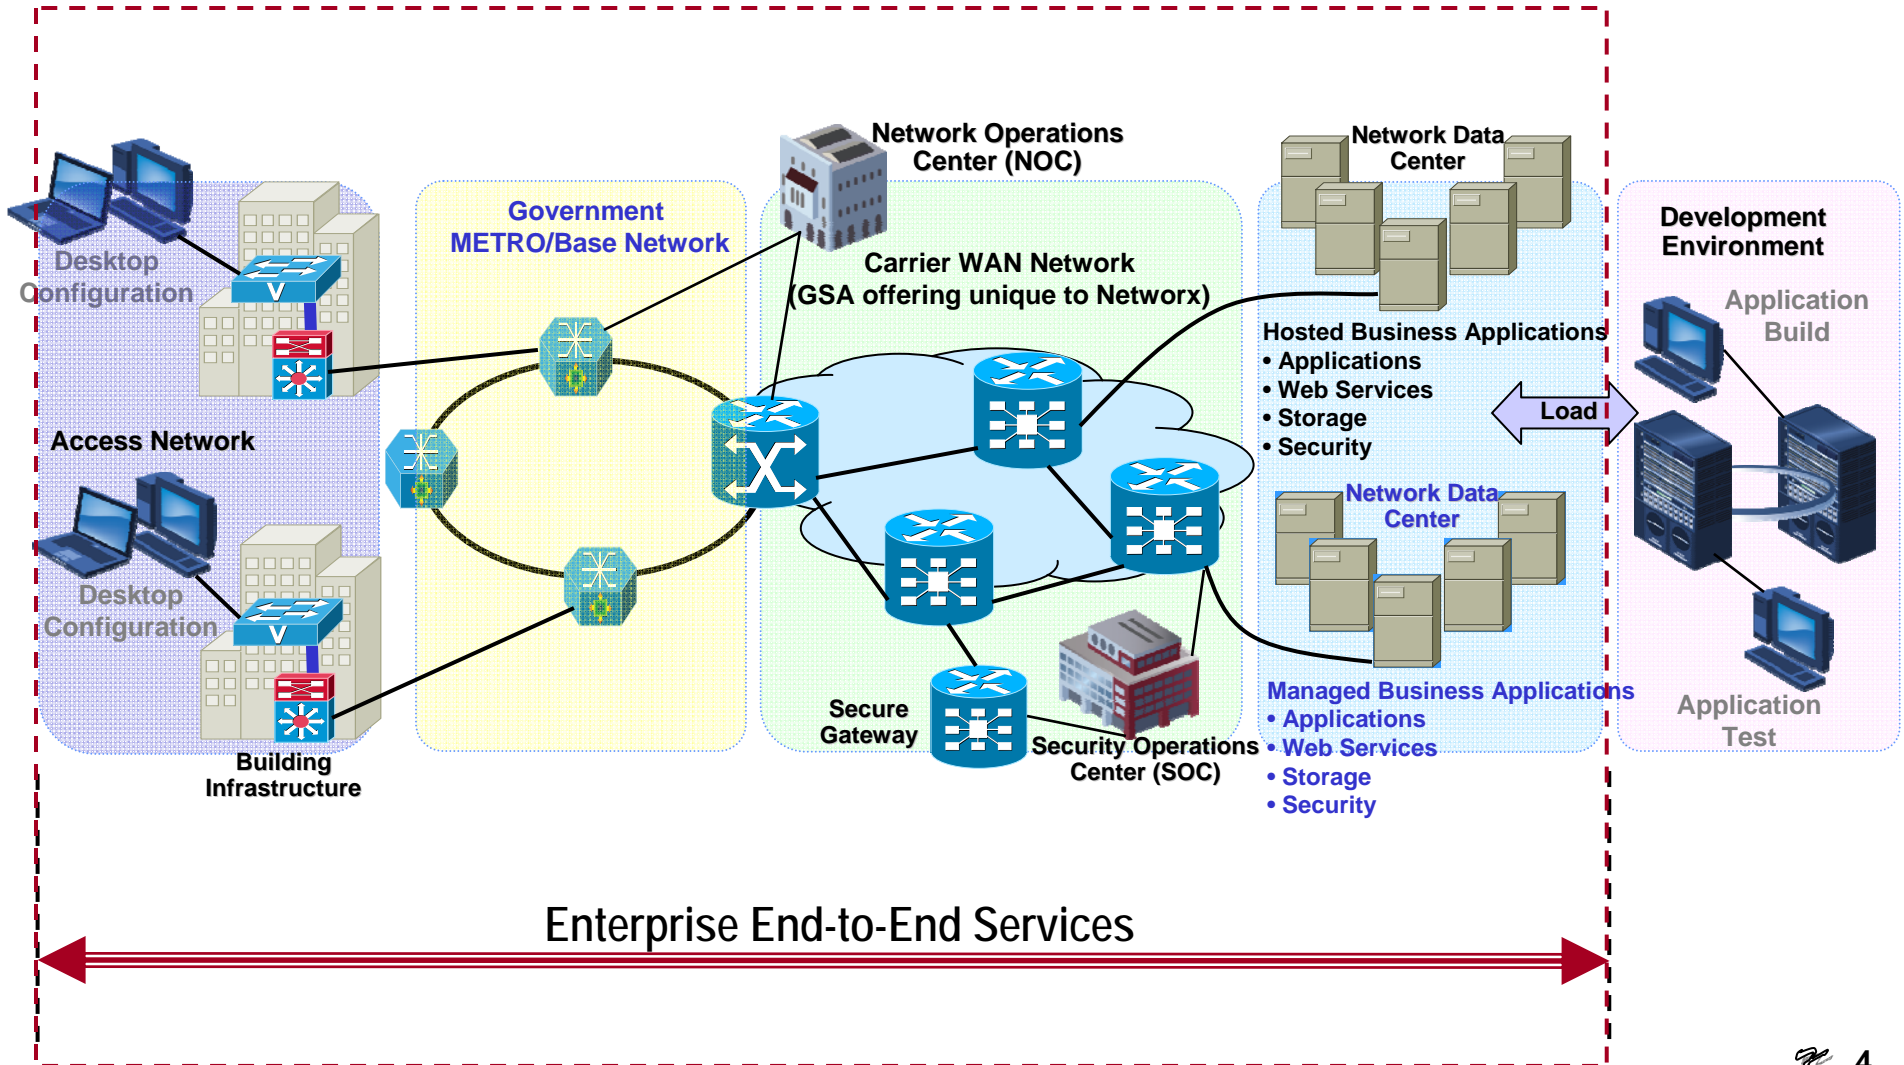 Network Operations
Center (NOC)
Network Data
Center
Government
METRO/Base Network
Development
Environment
Desktop
Configuration
Carrier WAN Network
(GSA offering unique to Networx)
Application
Build
Hosted Business Applications
• Applications
• Web Services
• Storage
• Security
Load
V
Access Network
Network Data
Center
Desktop
Configuration
V
Managed Business Applications
• Applications
• Web Services
• Storage
• Security
Secure
Gateway
Security Operations
Center (SOC)
Application
Test
Building
Infrastructure
Enterprise End-to-End Services
4